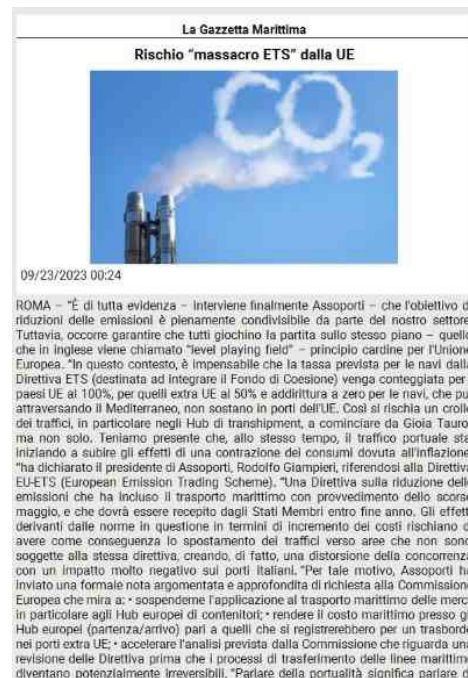 La Gazzetta Marittima
Rischio “massacro ETS” dalla UE
CO2
09/23/2023 00:24
ROMA – “È di tutta evidenza – interviene finalmente Assoporti – che l'obiettivo di
riduzioni delle emissioni è pienamente condivisibile da parte del nostro settore.
Tuttavia, occorre garantire che tutti giochino la partita sullo stesso piano – quello
che in inglese viene chiamato “level playing field” – principio cardine per l'Unione
Europea. “In questo contesto, è impensabile che la tassa prevista per le navi dalla
Direttiva ETS (destinata ad integrare il Fondo di Coesione) venga conteggiata per i
paesi UE al 100%, per quelli extra UE al 50% e addirittura a zero per le navi, che pur
attraversando il Mediterraneo, non sostano in porti dell'UE. Così si rischia un crollo
dei traffici, in particolare negli Hub di transhipment, a cominciare da Gioia Tauro,
ma non solo. Teniamo presente che, allo stesso tempo, il traffico portuale sta
iniziando a subire gli effetti di una contrazione dei consumi dovuta all'inflazione.
“ha dichiarato il presidente di Assoporti, Rodolfo Giampieri, riferendosi alla Direttiva
EU-ETS (European Emission Trading Scheme). “Una Direttiva sulla riduzione delle
emissioni che ha incluso il trasporto marittimo con provvedimento dello scorso
maggio, e che dovrà essere recepito dagli Stati Membri entro fine anno. Gli effetti
derivanti dalle norme in questione in termini di incremento dei costi rischiano di
avere come conseguenza lo spostamento dei traffici verso aree che non sono
soggette alla stessa direttiva, creando, di fatto, una distorsione della concorrenza
con un impatto molto negativo sui porti italiani. “Per tale motivo, Assoporti ha
inviato una formale nota argomentata e approfondita di richiesta alla Commissione
Europea che mira a: • sospenderne l'applicazione al trasporto marittimo delle merci,
in particolare agli Hub europei di contenitori; • rendere il costo marittimo presso gli
Hub europei (partenza/arrivo) pari a quelli che si registrerebbero per un trasbordo
nei porti extra UE; • accelerare l'analisi prevista dalla Commissione che riguarda una
revisione delle Direttiva prima che i processi di trasferimento delle linee marittime
diventano potenzialmente irreversibili. “Parlare della portualità significa parlare di